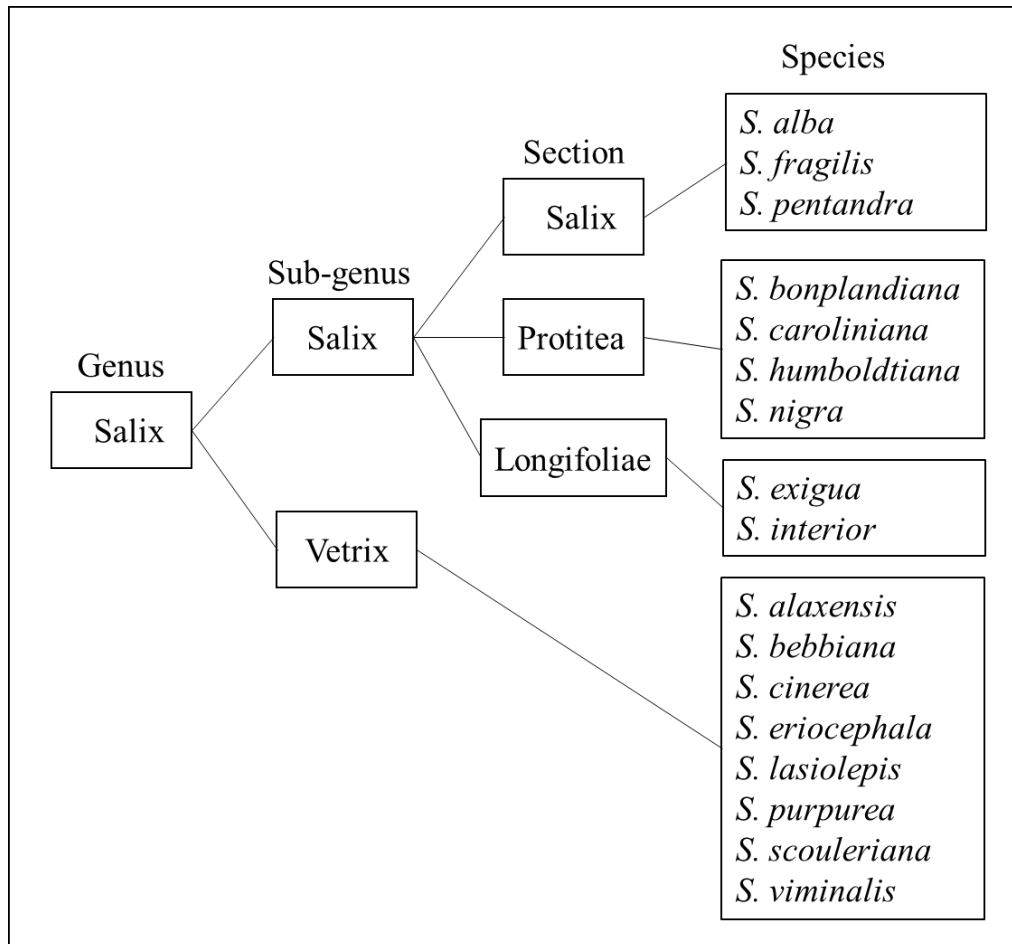 Species
S. alba
S. fragilis
S. pentandra
Section
Salix
Sub-genus
Salix
Protitea
S. bonplandiana
S. caroliniana
S. humboldtiana
S. nigra
Genus
Salix
Longifoliae
S. exigua
S. interior
Vetrix
S. alaxensis
S. bebbiana
S. cinerea
S. eriocephala
S. lasiolepis
S. purpurea
S. scouleriana
S. viminalis